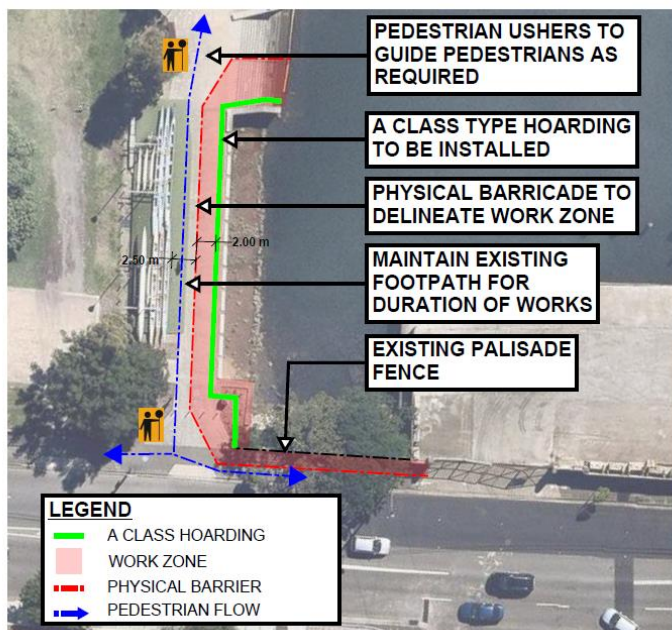 PEDESTRIAN USHERS TO
GUIDE PEDESTRIANS AS
REQUIRED
A CLASS TYPE HOARDING
TO BE INSTALLED
PHYSICAL BARRICADE TO
DELINEATE WORK ZONE
2.00 m
2.50 m
MAINTAIN EXISTING
FOOTPATH FOR
DURATION OF WORKS
EXISTING PALISADE
FENCE
LEGEND
A CLASS HOARDING
WORK ZONE
PHYSICAL BARRIER
PEDESTRIAN FLOW